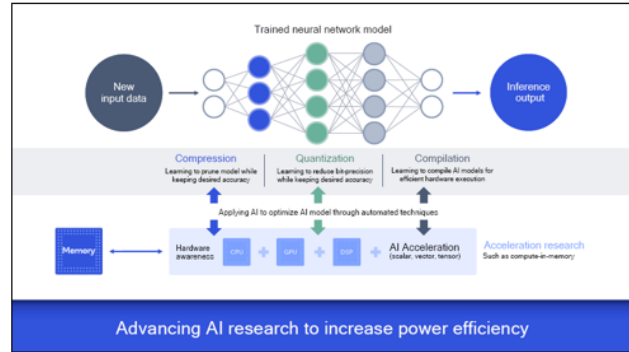 Trained neural network model
New
input data
Inference
output
Compression
Learning to prune model while
keeping desired accuracy
Quantization
Learning to reduce bit-precision
while keeping desired accuracy
Compilation
Learning to compile AI models for
efficient hardware execution
Applying AI to optimize AI model through automated techniques
Memory
Hardware
awareness
CPU
+
GPU
+
DSP
+
AI Acceleration
(scalar, vector, tensor)
Acceleration research
Such as compute-in-memory
Advancing AI research to increase power efficiency